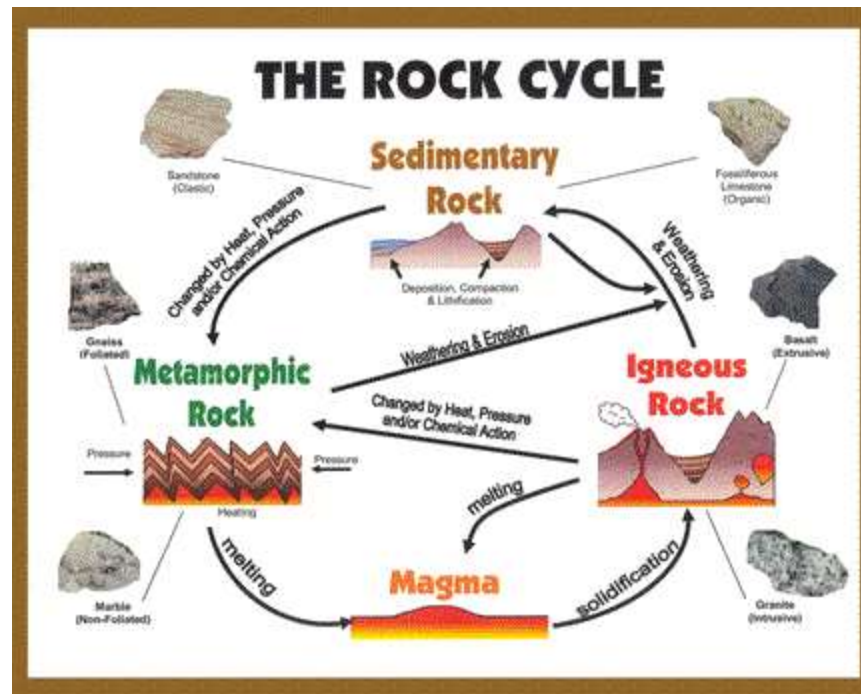 THE ROCK CYCLE
Sandstone
(Clastic)
Sedimentary
Rock
Fossiliferous
Limestone
(Organic)
Changed by Heat, Pressure
and/or Chemical Action
Deposition, Compaction
& Lithification
Weathering
& Erosion
Gneiss
(Foliated)
Basalt
(Extrusive)
Metamorphic
Rock
Weathering & Erosion
Igneous
Rock
Changed by Heat, Pressure
and/or Chemical Action
Pressure
Pressure
Heating
melting
melting
Magma
solidification
Marble
(Non-Foliated)
Granite
(Intrusive)